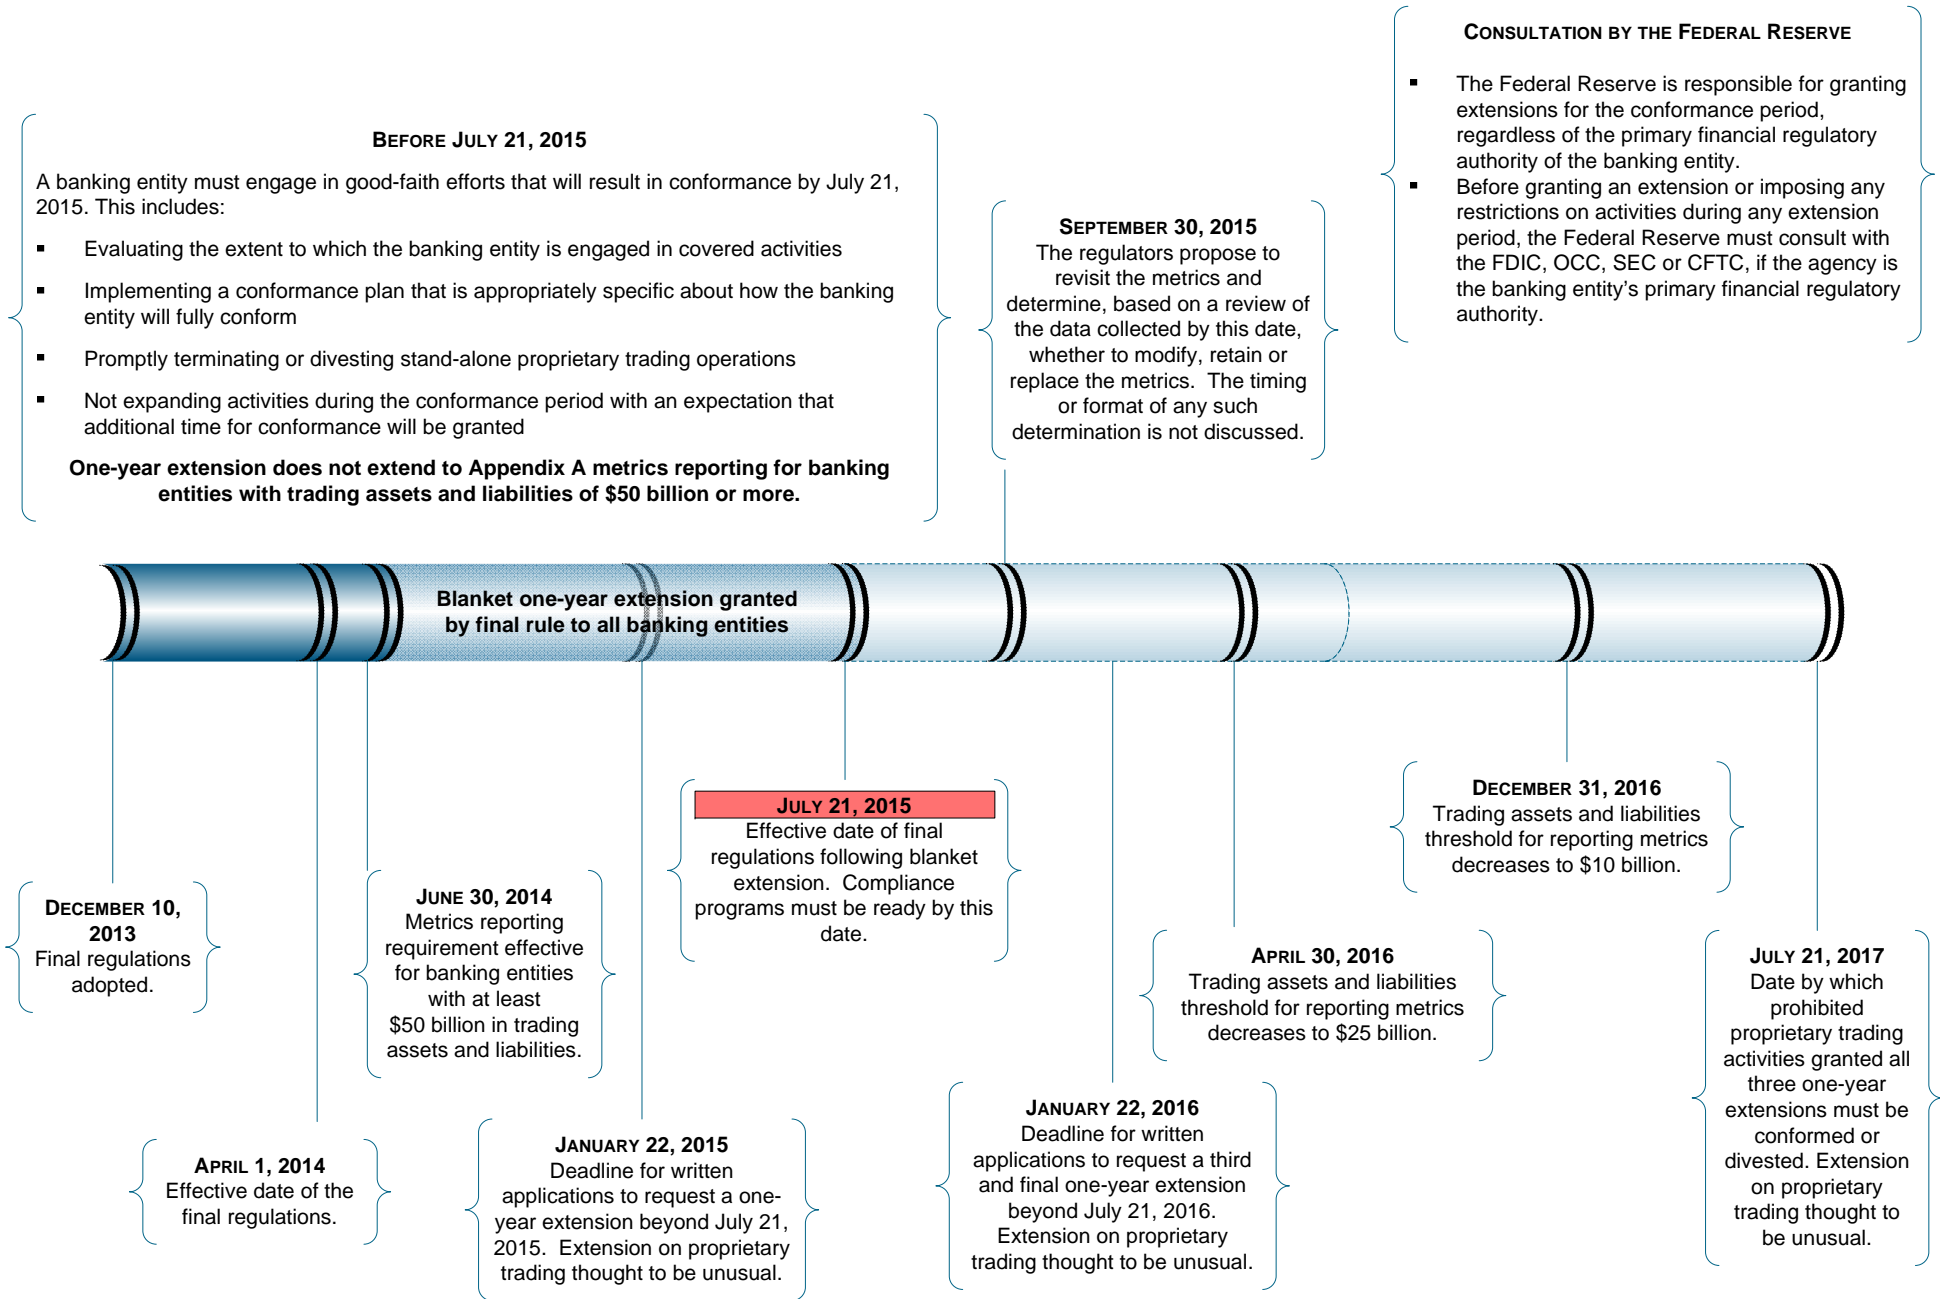 CONSULTATION BY THE FEDERAL RESERVE
▪ The Federal Reserve is responsible for granting
extensions for the conformance period,
regardless of the primary financial regulatory
authority of the banking entity.
▪ Before granting an extension or imposing any
restrictions on activities during any extension
period, the Federal Reserve must consult with
the FDIC, OCC, SEC or CFTC, if the agency is
the banking entity’s primary financial regulatory
authority.
BEFORE JULY 21, 2015
A banking entity must engage in good-faith efforts that will result in conformance by July 21,
2015. This includes:
▪ Evaluating the extent to which the banking entity is engaged in covered activities
▪ Implementing a conformance plan that is appropriately specific about how the banking
entity will fully conform
▪ Promptly terminating or divesting stand-alone proprietary trading operations
▪ Not expanding activities during the conformance period with an expectation that
additional time for conformance will be granted
One-year extension does not extend to Appendix A metrics reporting for banking
entities with trading assets and liabilities of $50 billion or more.
SEPTEMBER 30, 2015
The regulators propose to
revisit the metrics and
determine, based on a review of
the data collected by this date,
whether to modify, retain or
replace the metrics.  The timing
or format of any such
determination is not discussed.
Blanket one-year extension granted
by final rule to all banking entities
DECEMBER 10,
2013
Final regulations
adopted.
APRIL 1, 2014
Effective date of the
final regulations.
JUNE 30, 2014
Metrics reporting
requirement effective
for banking entities
with at least
$50 billion in trading
assets and liabilities.
JANUARY 22, 2015
Deadline for written
applications to request a one-
year extension beyond July 21,
2015.  Extension on proprietary
trading thought to be unusual.
JULY 21, 2015
Effective date of final
regulations following blanket
extension.  Compliance
programs must be ready by this
date.
JANUARY 22, 2016
Deadline for written
applications to request a third
and final one-year extension
beyond July 21, 2016.
Extension on proprietary
trading thought to be unusual.
APRIL 30, 2016
Trading assets and liabilities
threshold for reporting metrics
decreases to $25 billion.
DECEMBER 31, 2016
Trading assets and liabilities
threshold for reporting metrics
decreases to $10 billion.
JULY 21, 2017
Date by which
prohibited
proprietary trading
activities granted all
three one-year
extensions must be
conformed or
divested. Extension
on proprietary
trading thought to
be unusual.